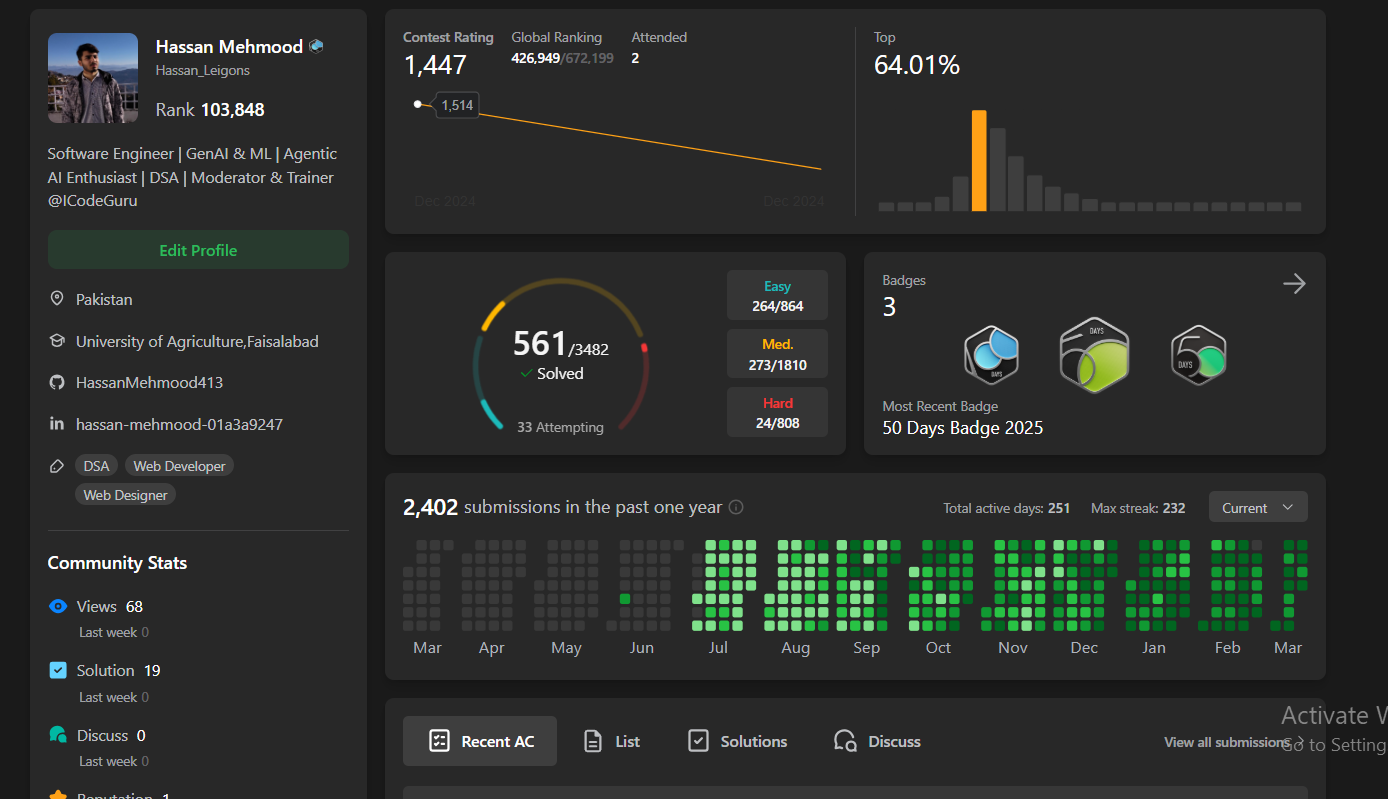 Hassan Mehmood
Hassan_Leigons
Rank 103,848
Software Engineer | GenAI & ML | Agentic
AI Enthusiast | DSA | Moderator & Trainer
@ICodeGuru
Edit Profile
Pakistan
University of Agriculture,Faisalabad
HassanMehmood413
hassan-mehmood-01a3a9247
DSA Web Developer
Web Designer
Community Stats
Views 68
Last week 0
Solution 19
Last week 0
Discuss 0
Last week 0
Reputation 1
Contest Rating
1,447
Global Ranking
426,949/672,199
Attended
2
1,514
Dec 2024 Dec 2024
Top
64.01%
561/3482
Solved
33 Attempting
Easy
264/864
Med.
273/1810
Hard
24/808
Badges
3
DAYS
DAYS
DAYS
Most Recent Badge
50 Days Badge 2025
2,402 submissions in the past one year
Total active days: 251 Max streak: 232 Current
Mar Apr May Jun Jul Aug Sep Oct Nov Dec Jan Feb Mar
Recent AC List Solutions Discuss
View all submissions
Activate W
Go to Setting